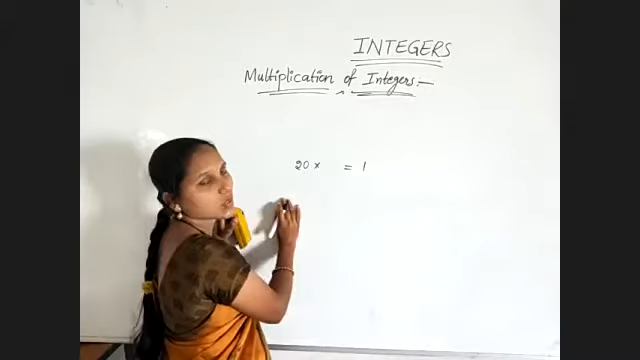 INTEGERS
Multiplication of Integers:-
20 x = 1